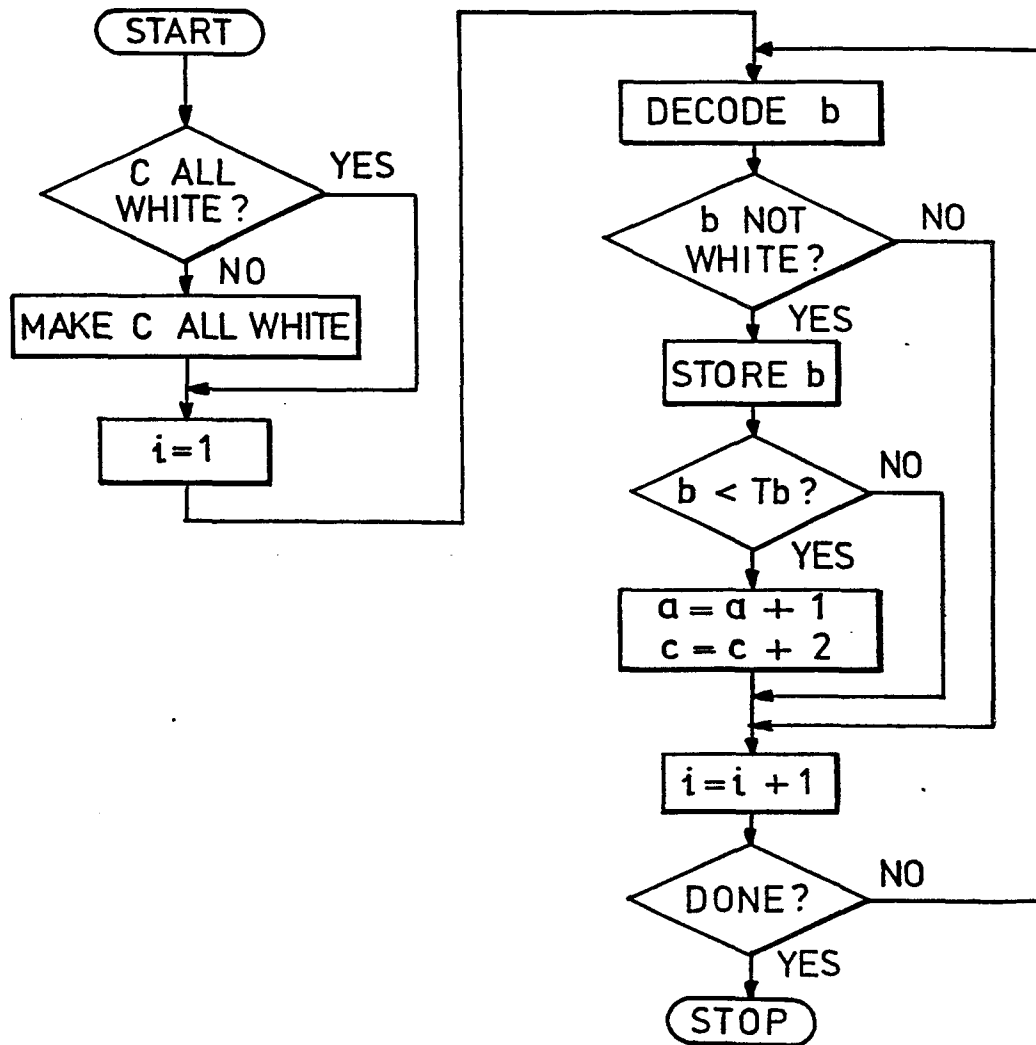 START
C ALL
WHITE?
YES
NO
MAKE C ALL WHITE
i=1
DECODE b
b NOT
WHITE?
NO
YES
STORE b
b < Tb?
NO
YES
a = a + 1
c = c + 2
i=i +1
DONE?
NO
YES
STOP